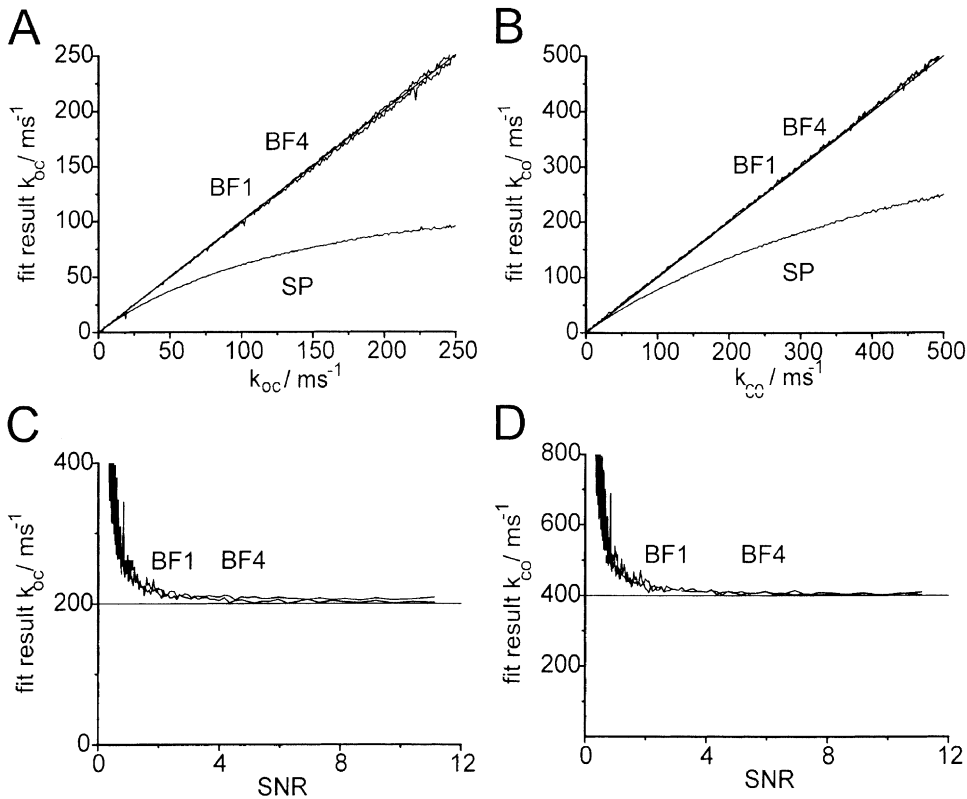 A
fit result k_oc / ms⁻¹
250
200
150
100
50
0
BF4
BF1
SP
0 50 100 150 200 250
k_oc / ms⁻¹
B
fit result k_co / ms⁻¹
500
400
300
200
100
0
BF4
BF1
SP
0 100 200 300 400 500
k_co / ms⁻¹
C
fit result k_oc / ms⁻¹
400
200
0
BF1 BF4
0 4 8 12
SNR
D
fit result k_co / ms⁻¹
800
600
400
200
BF1 BF4
0 4 8 12
SNR